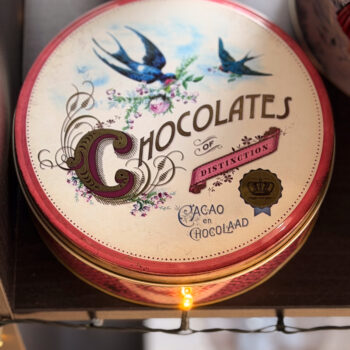 CHOCOLATES
OF
DISTINCTION
CACAO
en
CHOCOLAAD